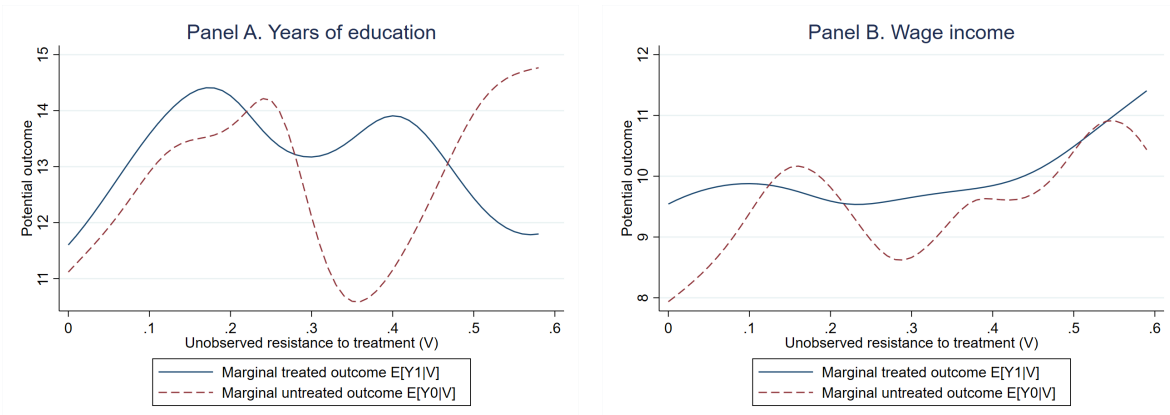 Panel A. Years of education
15
14
13
12
11
Potential outcome
0 .1 .2 .3 .4 .5 .6
Unobserved resistance to treatment (V)
Marginal treated outcome E[Y1|V]
Marginal untreated outcome E[Y0|V]
Panel B. Wage income
12
11
10
9
8
Potential outcome
0 .1 .2 .3 .4 .5 .6
Unobserved resistance to treatment (V)
Marginal treated outcome E[Y1|V]
Marginal untreated outcome E[Y0|V]